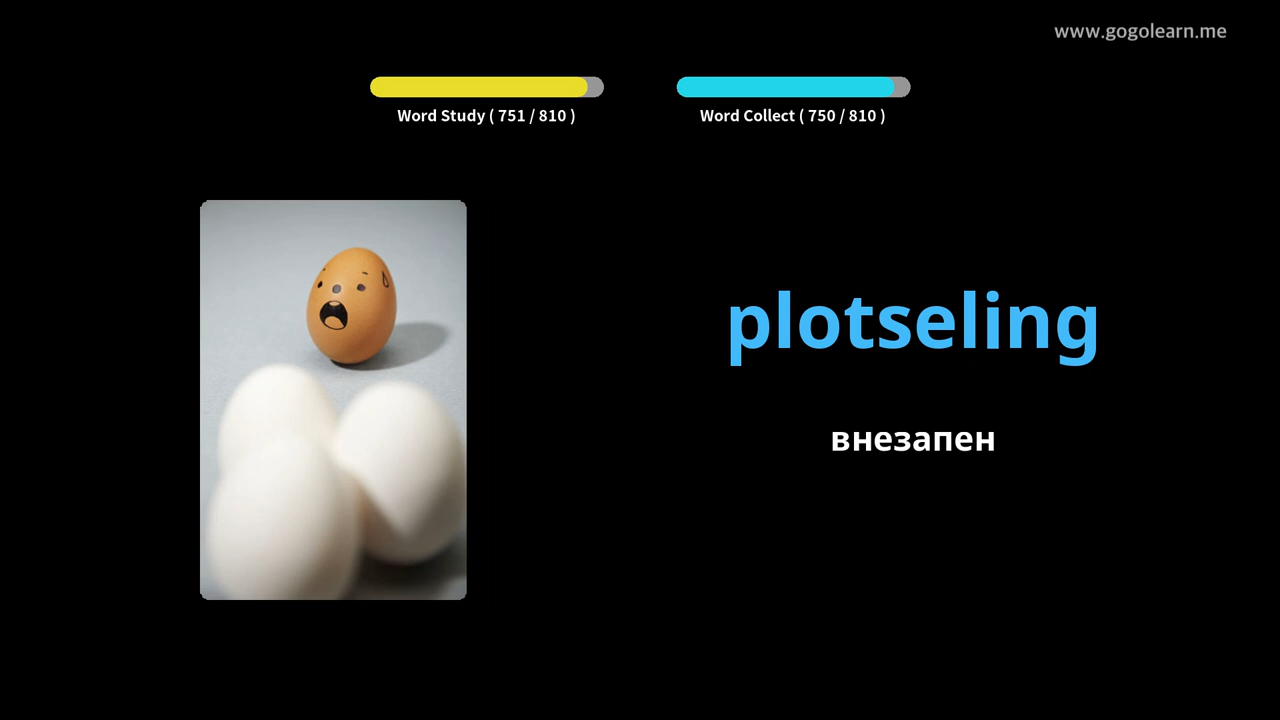 www.gogolearn.me
Word Study ( 751 / 810 )
Word Collect ( 750 / 810 )
plotseling
внезапен